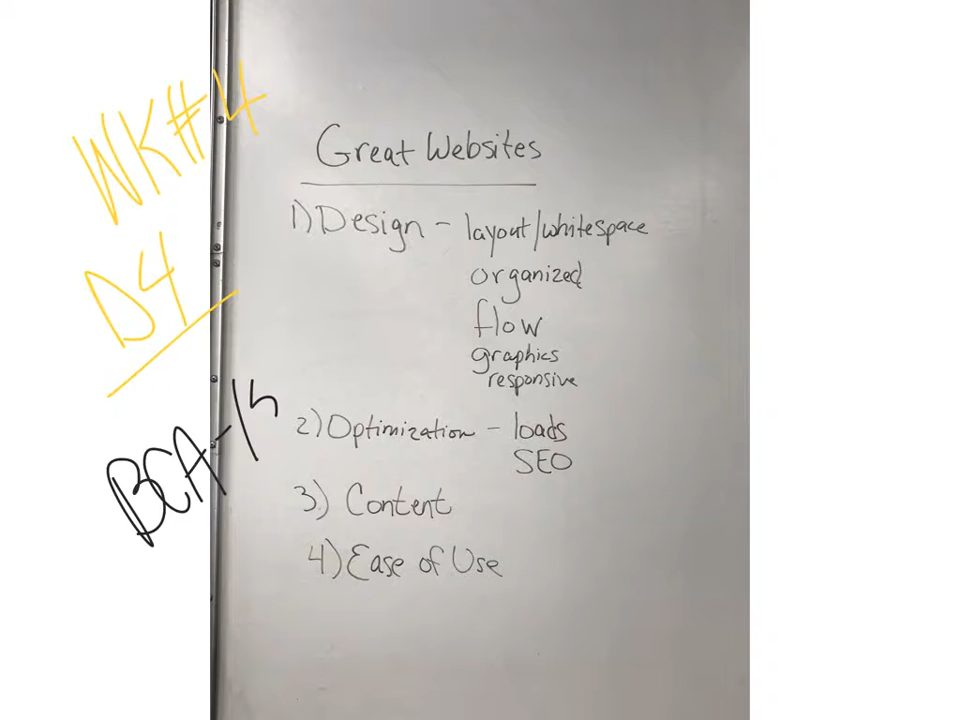 WK#4
D4
BCA-15
Great Websites
1) Design - layout/whitespace
organized
flow
graphics
responsive
2) Optimization - loads
SEO
3.) Content
4) Ease of Use